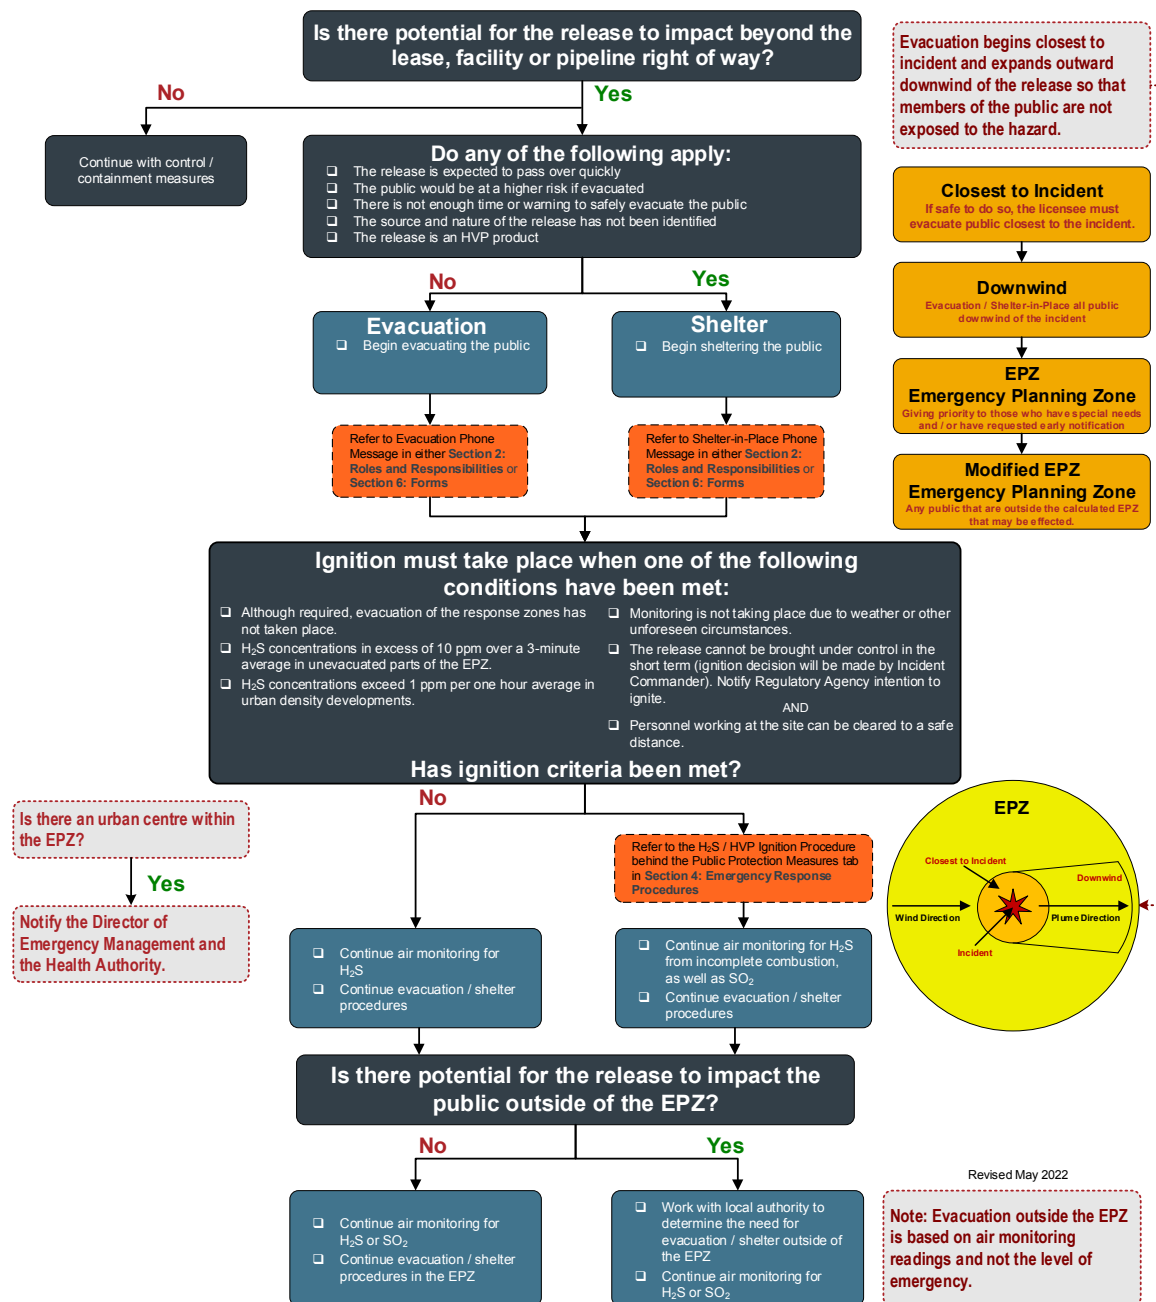 Is there potential for the release to impact beyond the
lease, facility or pipeline right of way?
No
Yes
Continue with control /
containment measures
Do any of the following apply:
❑ The release is expected to pass over quickly
❑ The public would be at a higher risk if evacuated
❑ There is not enough time or warning to safely evacuate the public
❑ The source and nature of the release has not been identified
❑ The release is an HVP product
No
Yes
Evacuation
❑ Begin evacuating the public
Shelter
❑ Begin sheltering the public
Refer to Evacuation Phone
Message in either Section 2:
Roles and Responsibilities or
Section 6: Forms
Refer to Shelter-in-Place Phone
Message in either Section 2:
Roles and Responsibilities or
Section 6: Forms
Evacuation begins closest to
incident and expands outward
downwind of the release so that
members of the public are not
exposed to the hazard.
Closest to Incident
If safe to do so, the licensee must
evacuate public closest to the incident.
Downwind
Evacuation / Shelter-in-Place all public
downwind of the incident
EPZ
Emergency Planning Zone
Giving priority to those who have special needs
and / or have requested early notification
Modified EPZ
Emergency Planning Zone
Any public that are outside the calculated EPZ
that may be effected.
Ignition must take place when one of the following
conditions have been met:
❑ Although required, evacuation of the response zones has
not taken place.
❑ H₂S concentrations in excess of 10 ppm over a 3-minute
average in unevacuated parts of the EPZ.
❑ H₂S concentrations exceed 1 ppm per one hour average in
urban density developments.
❑ Monitoring is not taking place due to weather or other
unforeseen circumstances.
❑ The release cannot be brought under control in the
short term (ignition decision will be made by Incident
Commander). Notify Regulatory Agency intention to
ignite.
AND
❑ Personnel working at the site can be cleared to a safe
distance.
Has ignition criteria been met?
No
Yes
Is there an urban centre within
the EPZ?
Yes
Notify the Director of
Emergency Management and
the Health Authority.
Refer to the H₂S / HVP Ignition Procedure
behind the Public Protection Measures tab
in Section 4: Emergency Response
Procedures
❑ Continue air monitoring for
H₂S
❑ Continue evacuation / shelter
procedures
❑ Continue air monitoring for H₂S
from incomplete combustion,
as well as SO₂
❑ Continue evacuation / shelter
procedures
EPZ
Closest to Incident
Downwind
Wind Direction
Plume Direction
Incident
Is there potential for the release to impact the
public outside of the EPZ?
No
Yes
❑ Continue air monitoring for
H₂S or SO₂
❑ Continue evacuation / shelter
procedures in the EPZ
❑ Work with local authority to
determine the need for
evacuation / shelter outside of
the EPZ
❑ Continue air monitoring for
H₂S or SO₂
Revised May 2022
Note: Evacuation outside the EPZ
is based on air monitoring
readings and not the level of
emergency.